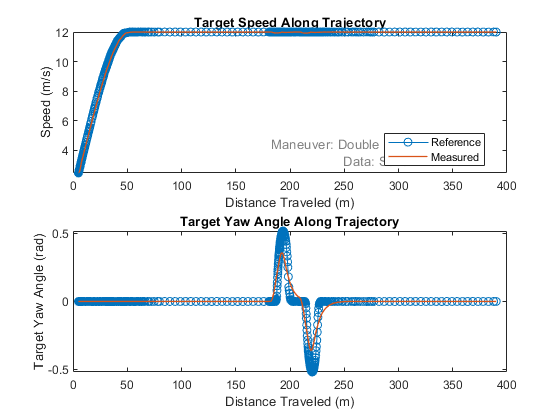 Target Speed Along Trajectory
12
10
8
6
4
Speed (m/s)
Maneuver: Double
Data:
Reference
Measured
0 50 100 150 200 250 300 350 400
Distance Traveled (m)
Target Yaw Angle Along Trajectory
0.5
0
-0.5
Target Yaw Angle (rad)
0 50 100 150 200 250 300 350 400
Distance Traveled (m)